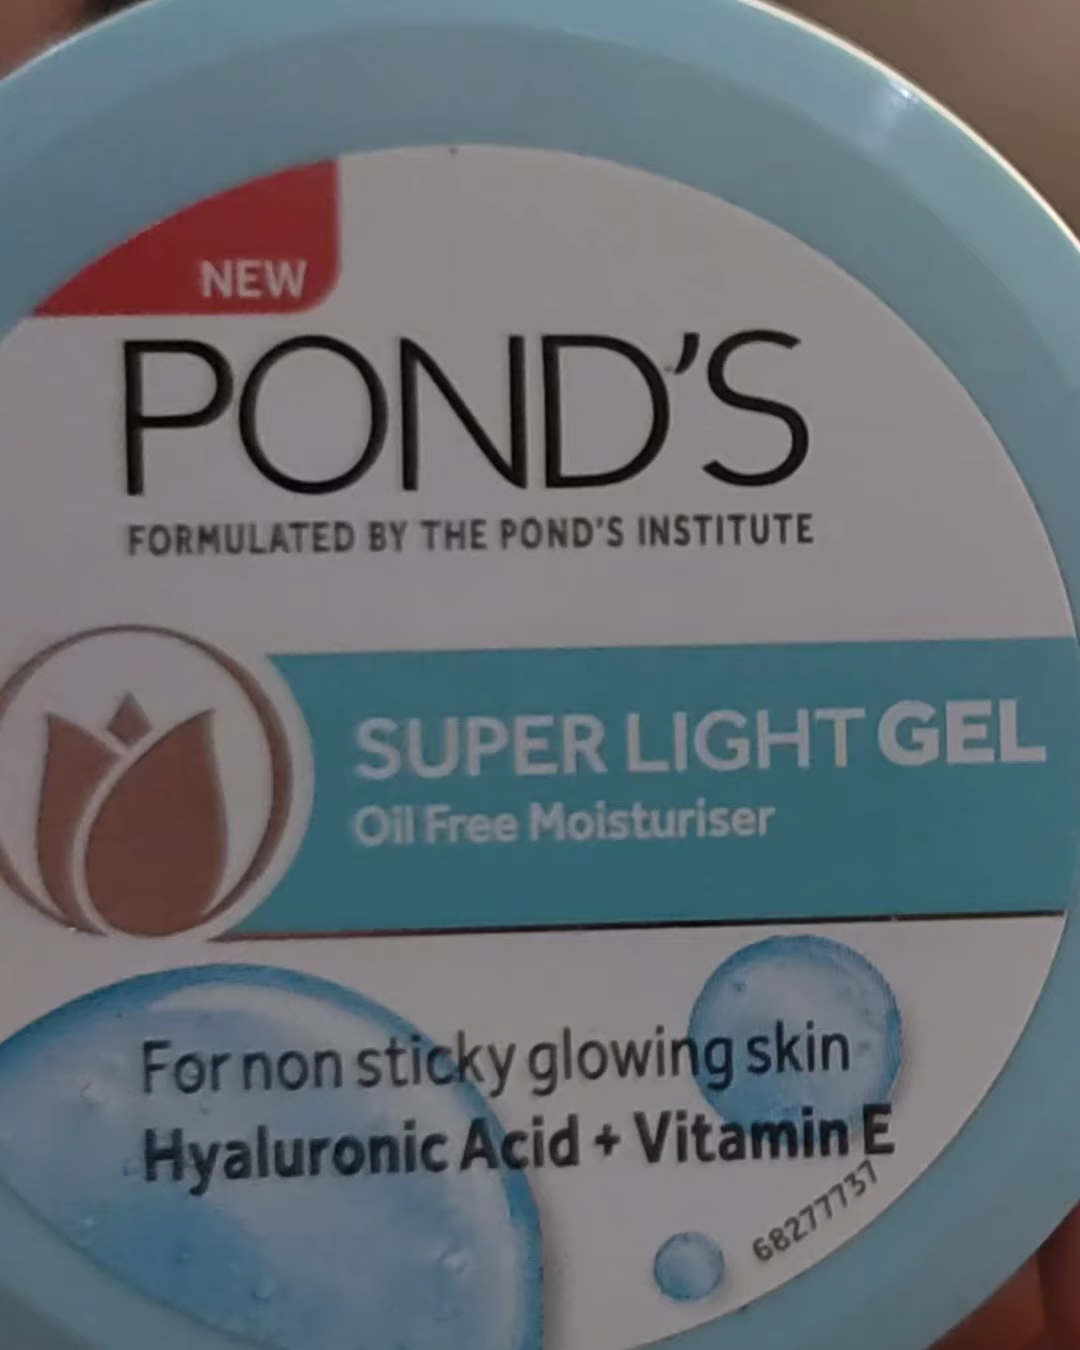 NEW
POND'S
FORMULATED BY THE POND'S INSTITUTE
SUPER LIGHT GEL
Oil Free Moisturiser
For non sticky glowing skin
Hyaluronic Acid + Vitamin E
68277737